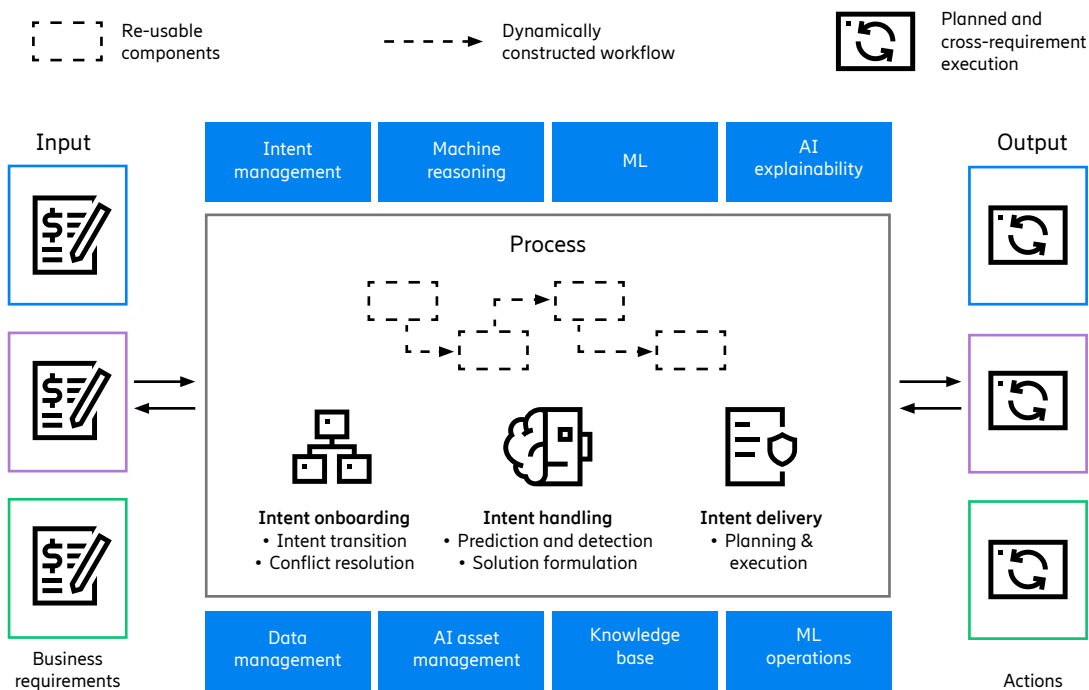 Re-usable
components
Dynamically
constructed workflow
Planned and
cross-requirement
execution
Input
Output
Intent
management
Machine
reasoning
ML
AI
explainability
Process
Intent onboarding
• Intent transition
• Conflict resolution
Intent handling
• Prediction and detection
• Solution formulation
Intent delivery
• Planning &
execution
Data
management
AI asset
management
Knowledge
base
ML
operations
Business
requirements
Actions